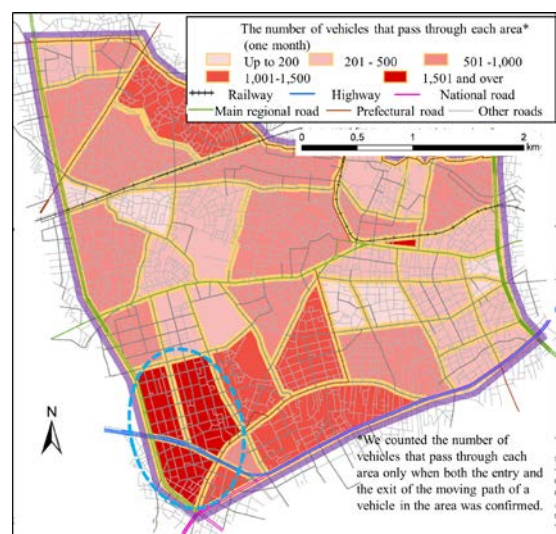 The number of vehicles that pass through each area*
(one month)
Up to 200 201 - 500 501 -1,000
1,001-1,500 1,501 and over
Railway Highway National road
Main regional road Prefectural road Other roads
0 0.5 1 2
km
N
*We counted the number of
vehicles that pass through each
area only when both the entry and
the exit of the moving path of a
vehicle in the area was confirmed.